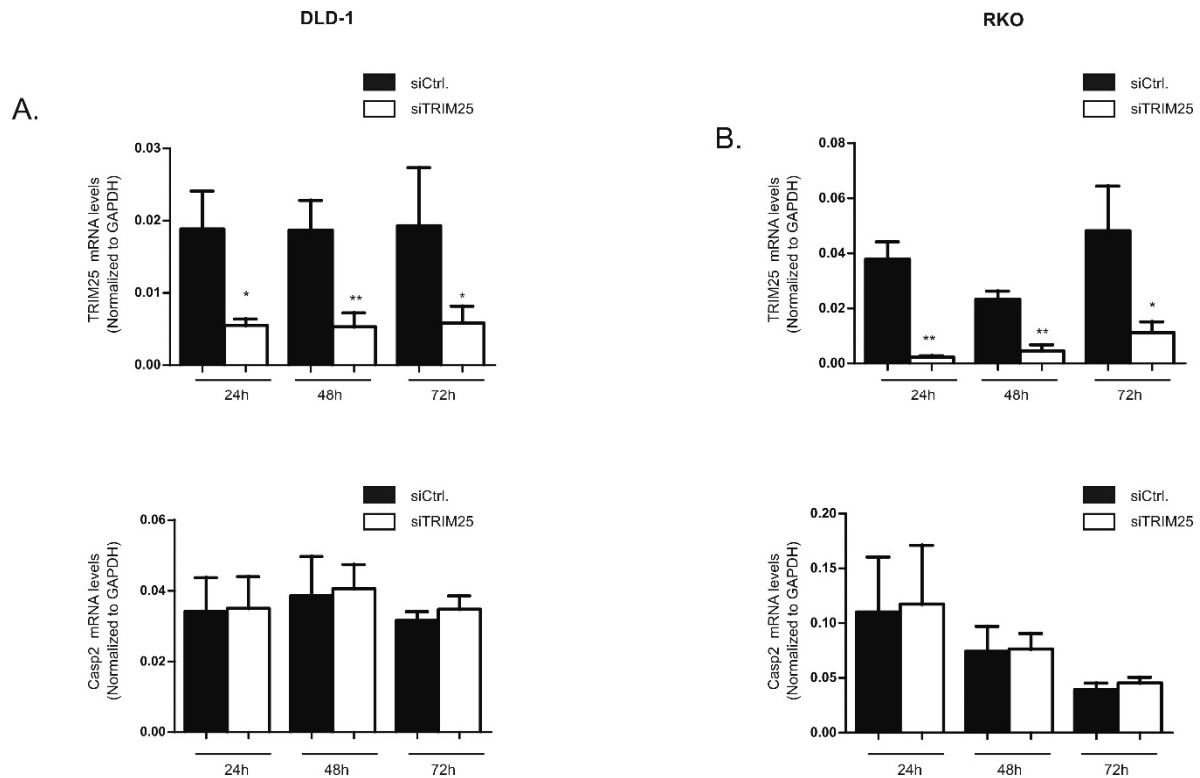 DLD-1
RKO
A.
siCtrl.
siTRIM25
TRIM25 mRNA levels
(Normalized to GAPDH)
0.03
0.02
0.01
0.00
*
**
*
24h
48h
72h
B.
siCtrl.
siTRIM25
TRIM25 mRNA levels
(Normalized to GAPDH)
0.08
0.06
0.04
0.02
0.00
**
**
*
24h
48h
72h
siCtrl.
siTRIM25
Casp2 mRNA levels
(Normalized to GAPDH)
0.06
0.04
0.02
0.00
24h
48h
72h
siCtrl.
siTRIM25
Casp2 mRNA levels
(Normalized to GAPDH)
0.20
0.15
0.10
0.05
0.00
24h
48h
72h